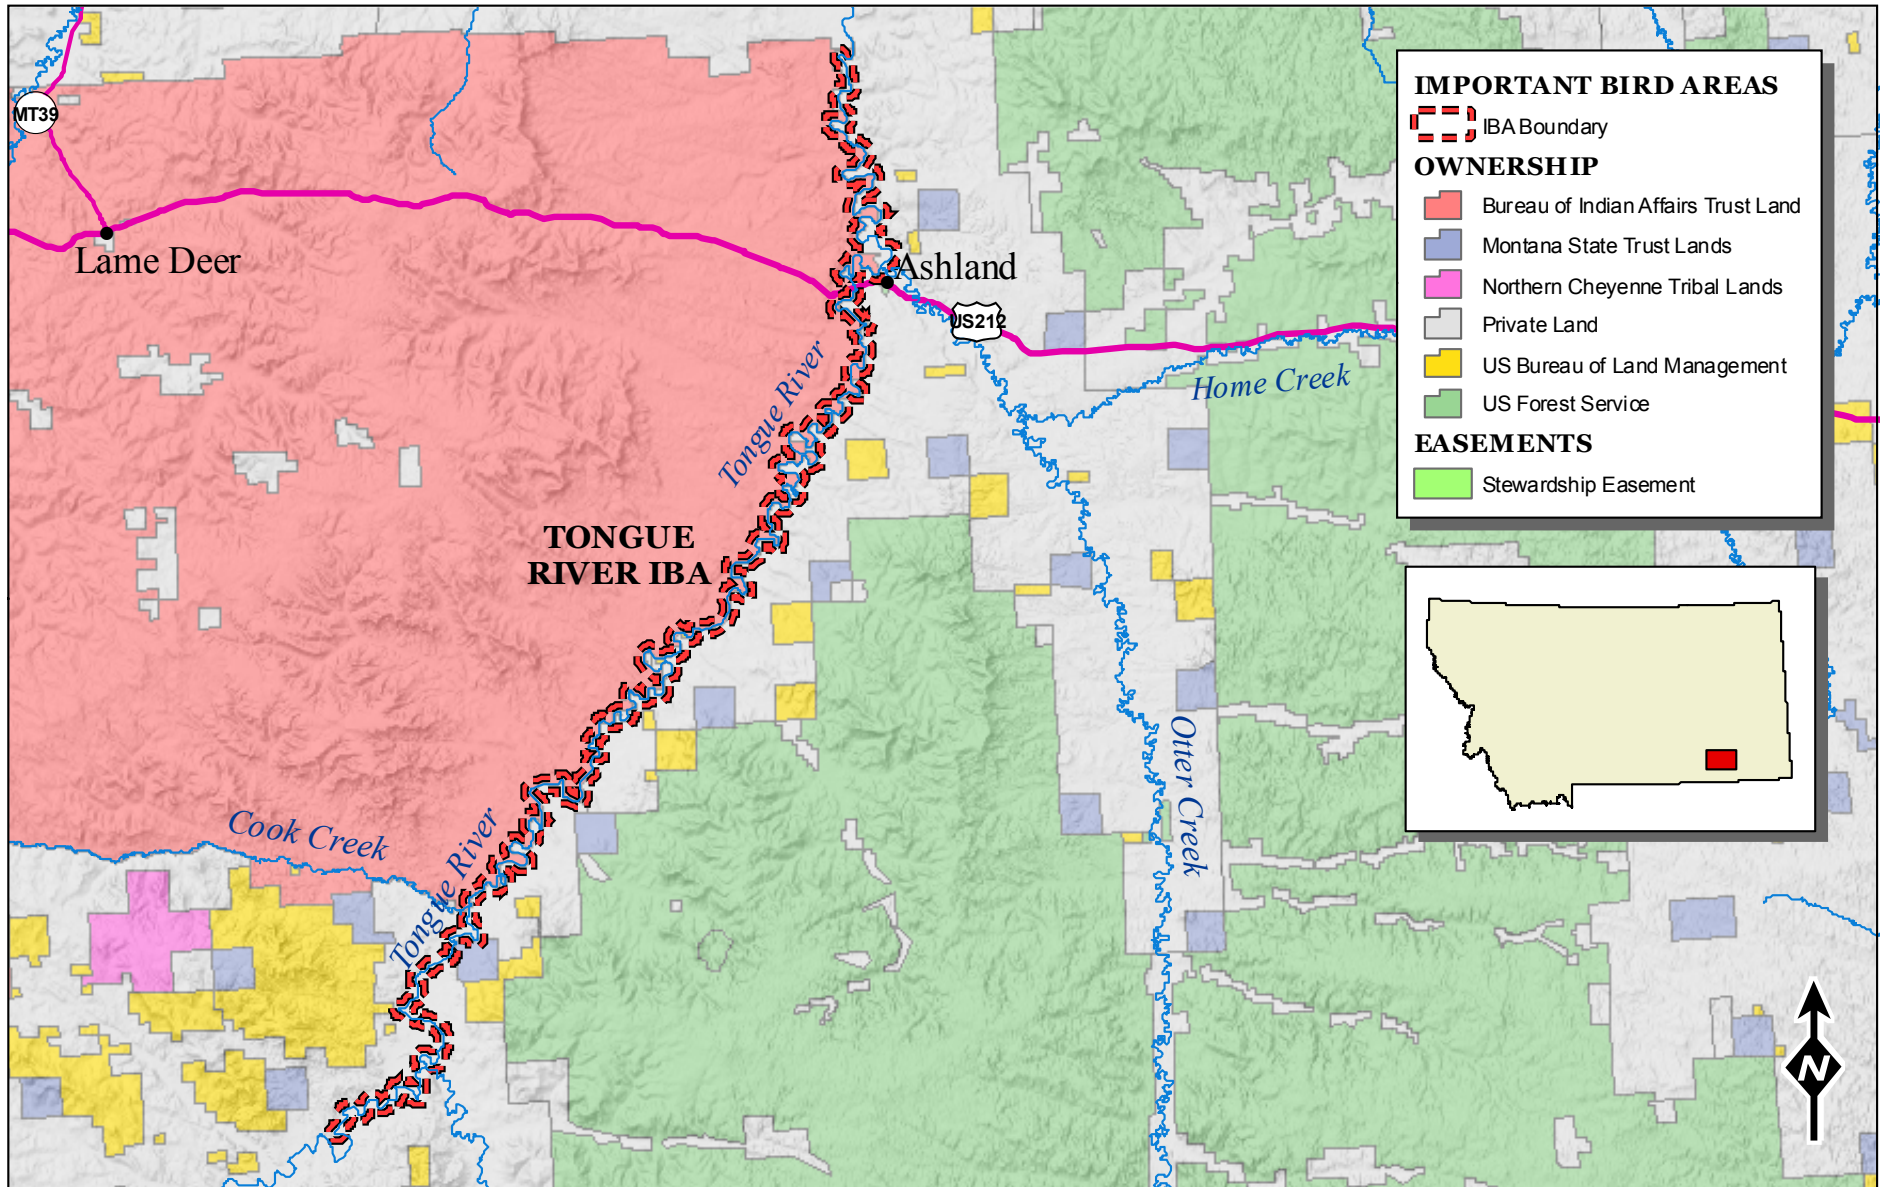 MT39
Lame Deer
Ashland
US212
Home Creek
Tongue River
TONGUE
RIVER IBA
Otter Creek
Cook Creek
Tongue River
IMPORTANT BIRD AREAS
IBA Boundary
OWNERSHIP
Bureau of Indian Affairs Trust Land
Montana State Trust Lands
Northern Cheyenne Tribal Lands
Private Land
US Bureau of Land Management
US Forest Service
EASEMENTS
Stewardship Easement
N